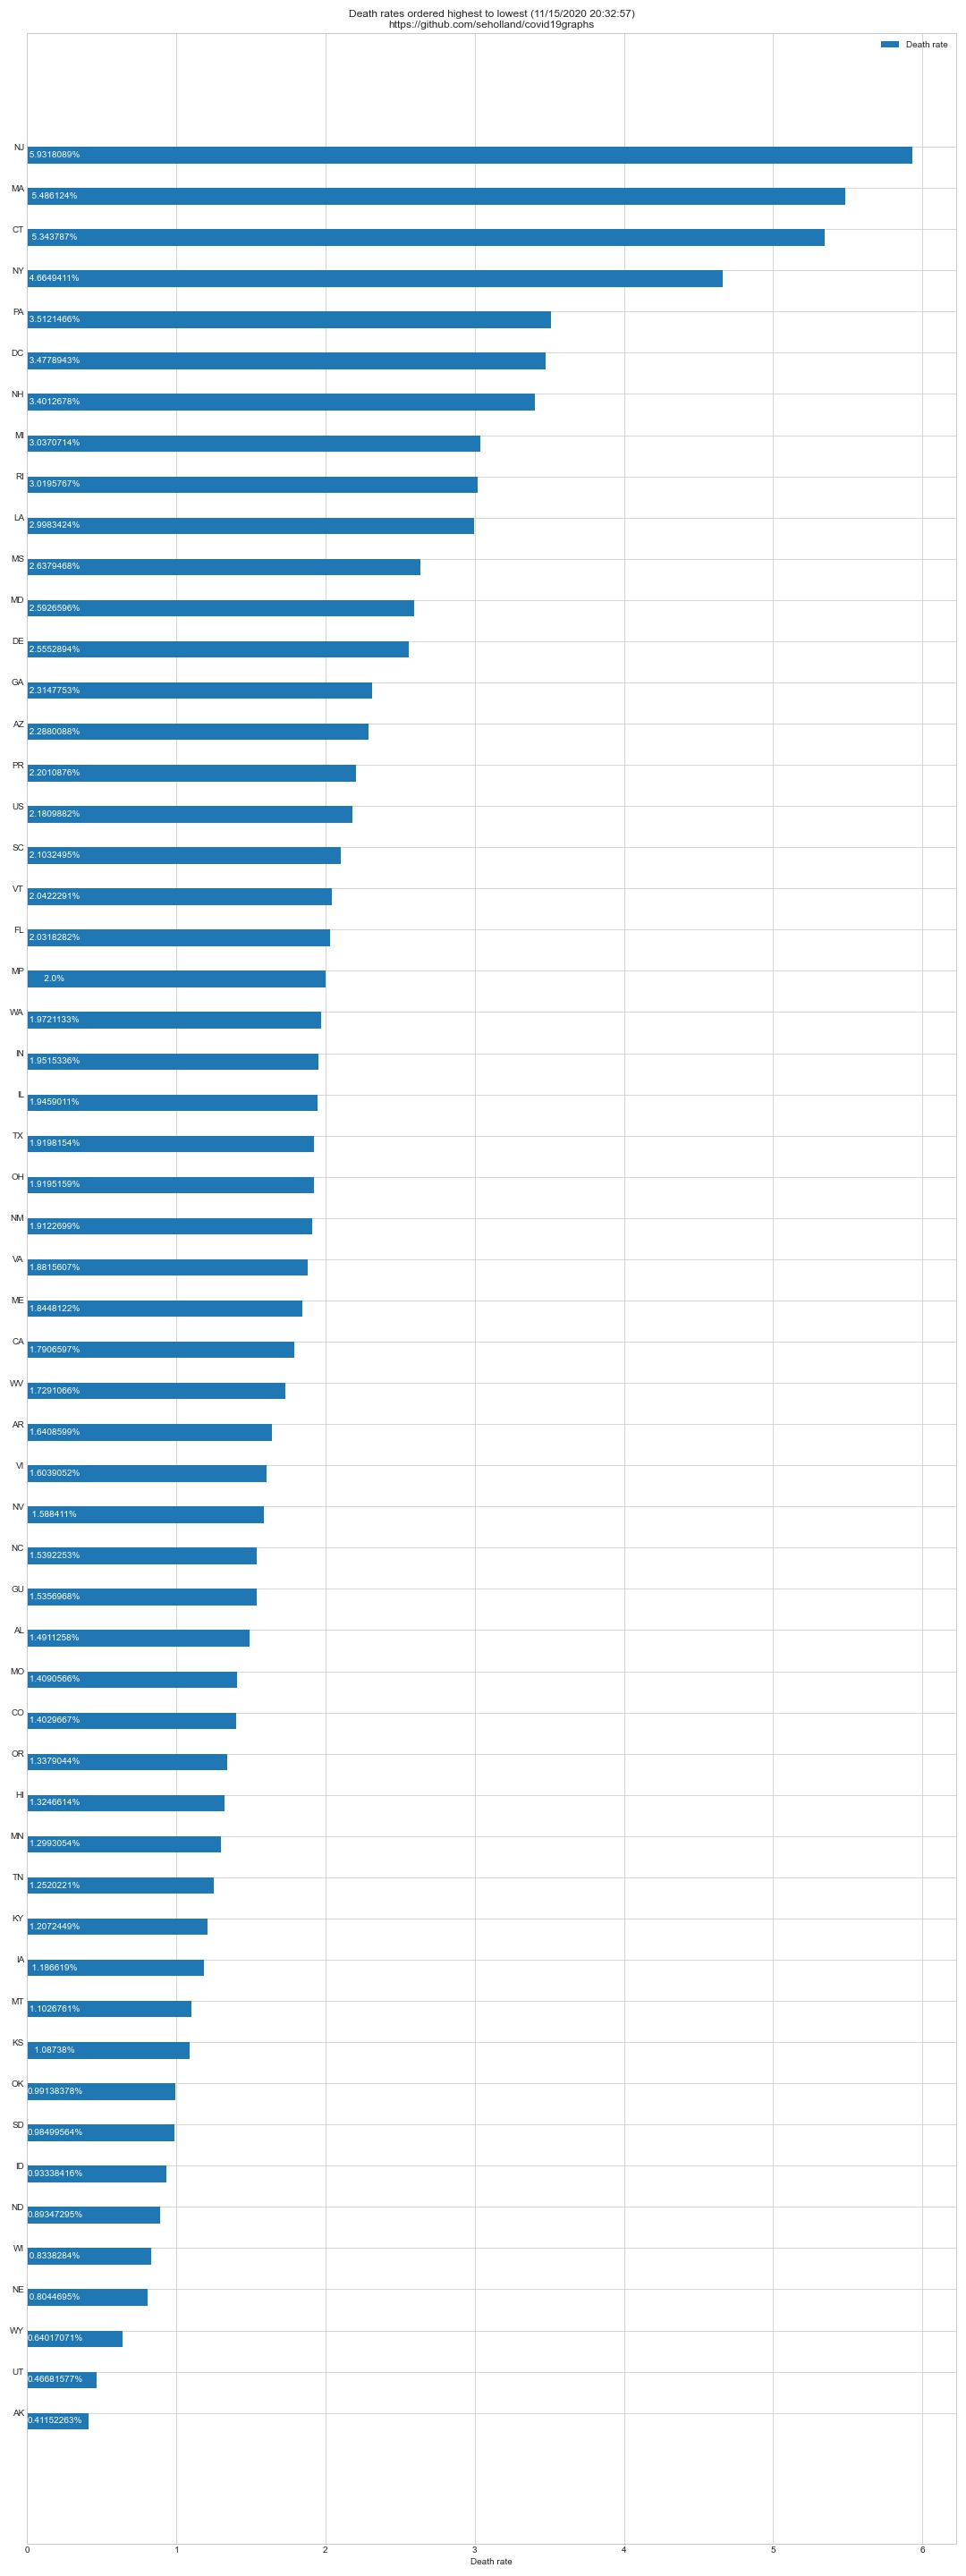 Death rates ordered highest to lowest (11/15/2020 20:32:57)
https://github.com/seholland/covid19graphs
Death rate
NJ 5.9318089%
MA 5.486124%
CT 5.343787%
NY 4.6649411%
PA 3.5121466%
DC 3.4778943%
NH 3.4012678%
MI 3.0370714%
RI 3.0195767%
LA 2.9983424%
MS 2.6379468%
MD 2.5926596%
DE 2.5552894%
GA 2.3147753%
AZ 2.2880088%
PR 2.2010876%
US 2.1809882%
SC 2.1032495%
VT 2.0422291%
FL 2.0318282%
MP 2.0%
WA 1.9721133%
IN 1.9515336%
IL 1.9459011%
TX 1.9198154%
OH 1.9195159%
NM 1.9122699%
VA 1.8815607%
ME 1.8448122%
CA 1.7906597%
WV 1.7291066%
AR 1.6408599%
VI 1.6039052%
NV 1.588411%
NC 1.5392253%
GU 1.5356968%
AL 1.4911258%
MO 1.4090566%
CO 1.4029667%
OR 1.3379044%
HI 1.3246614%
MN 1.2993054%
TN 1.2520221%
KY 1.2072449%
IA 1.186619%
MT 1.1026761%
KS 1.08738%
OK 0.99138378%
SD 0.98499564%
ID 0.93338416%
ND 0.89347295%
WI 0.8338284%
NE 0.8044695%
WY 0.64017071%
UT 0.46681577%
AK 0.41152263%
0 1 2 3 4 5 6
Death rate